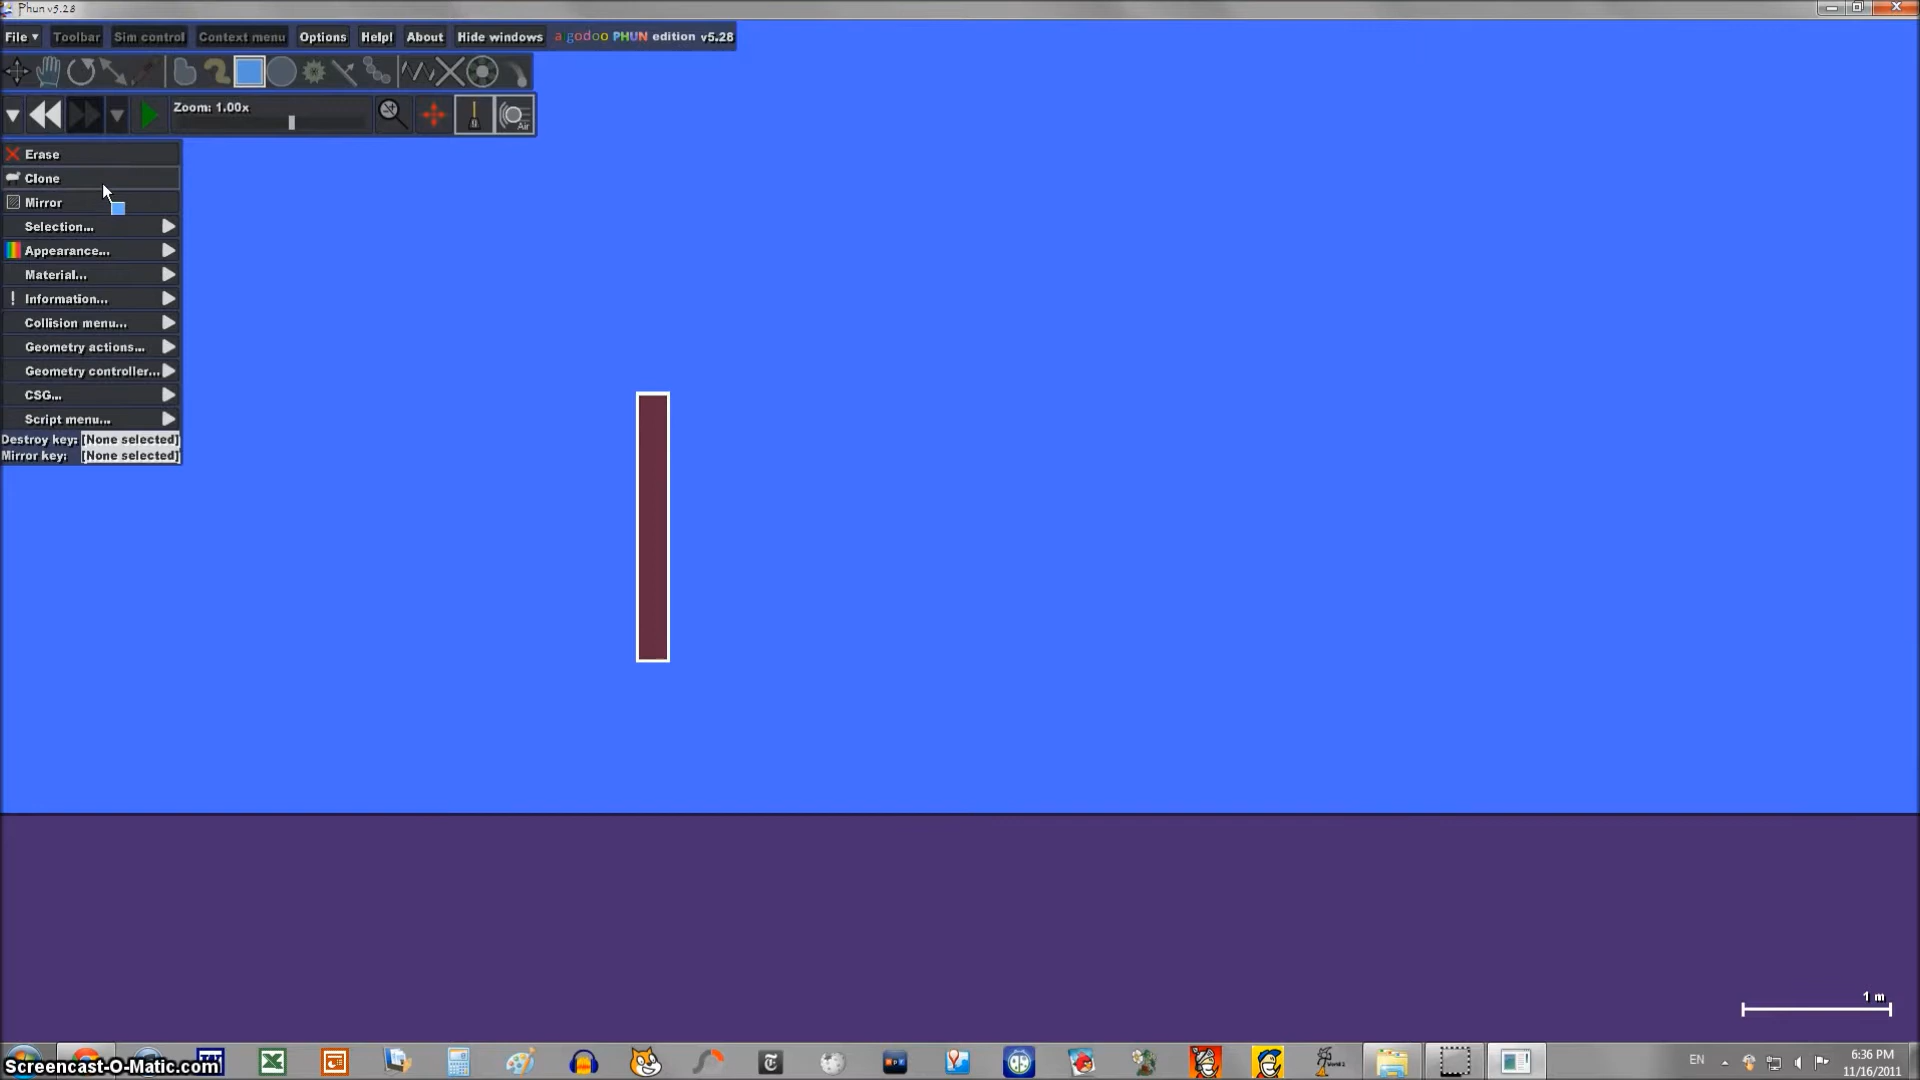 Phun v5.28
File
Toolbar
Sim control
Context menu
Options
Help!
About
Hide windows
a godoo PHUN edition v5.28
Zoom: 1.00x
Air
Erase
Clone
Mirror
Selection...
Appearance...
Material...
Information...
Collision menu...
Geometry actions...
Geometry controller...
CSG...
Script menu...
Destroy key: [None selected]
Mirror key: [None selected]
1 m
EN
6:36 PM
11/16/2011
Screencast-O-Matic.com